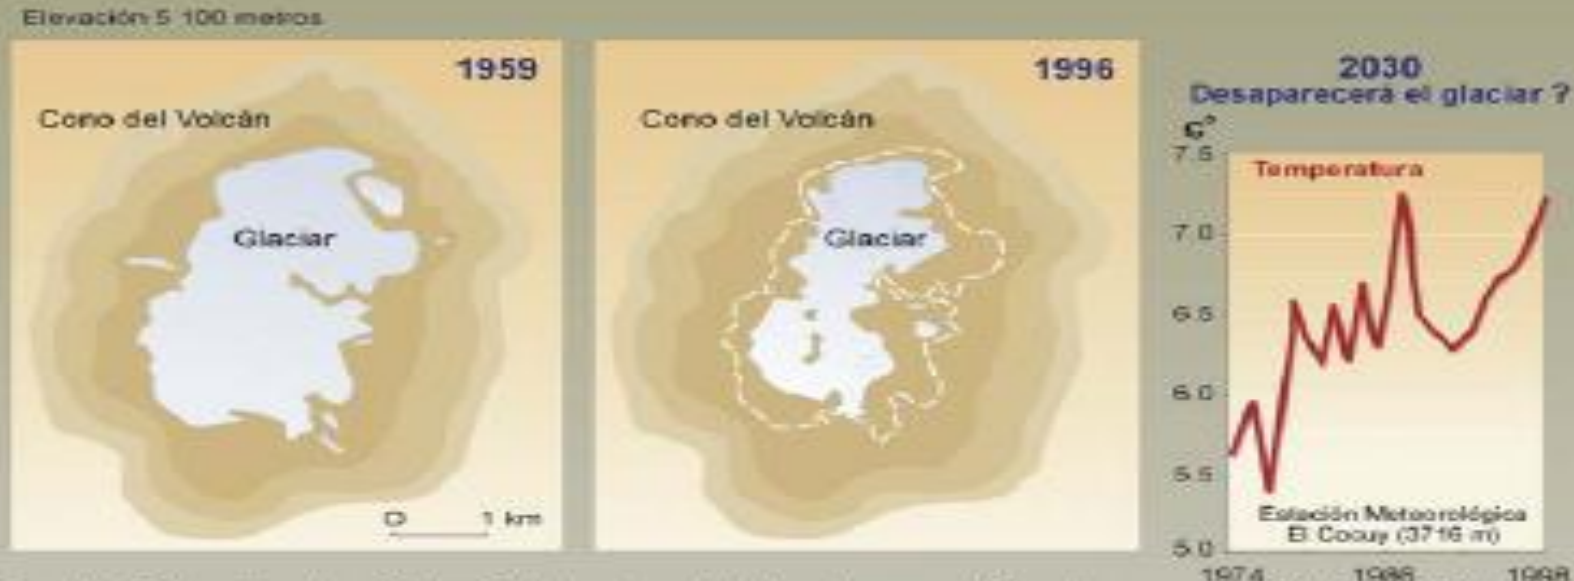 Elevación 5 100 metros
1959
Cono del Volcán
Glaciar
0 1 km
1996
Cono del Volcán
Glaciar
2030
Desaparecerá el glaciar ?
C°
Temperatura
7.5
7.0
6.5
6.0
5.5
5.0
Estación Meteorológica
El Cocuy (3716 m)
1974 1986 1998